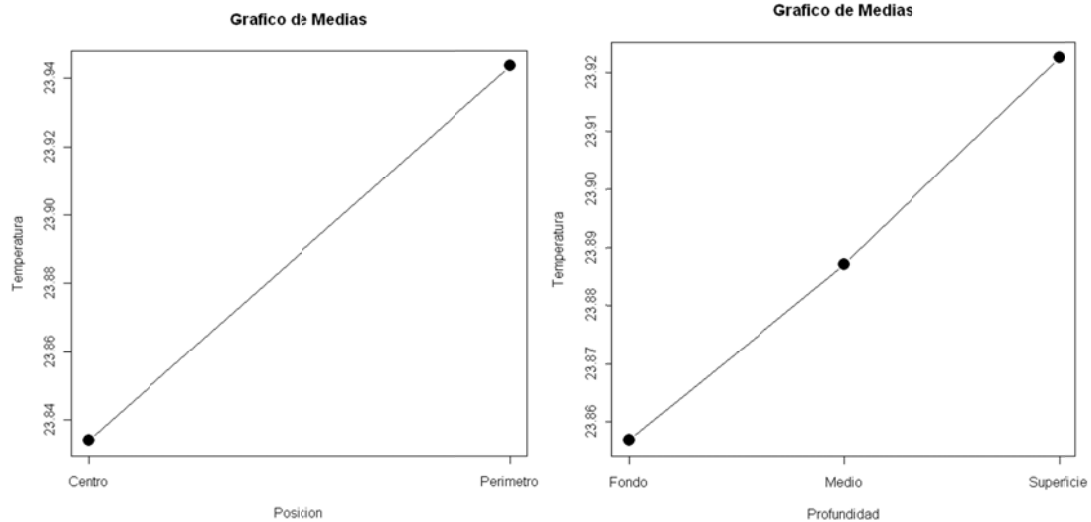 Grafico de Medias
Temperatura
23.94
23.92
23.90
23.88
23.86
23.84
Centro
Perimetro
Posicion
Grafico de Medias
Temperatura
23.92
23.91
23.90
23.89
23.88
23.87
23.86
Fondo
Medio
Superficie
Profundidad